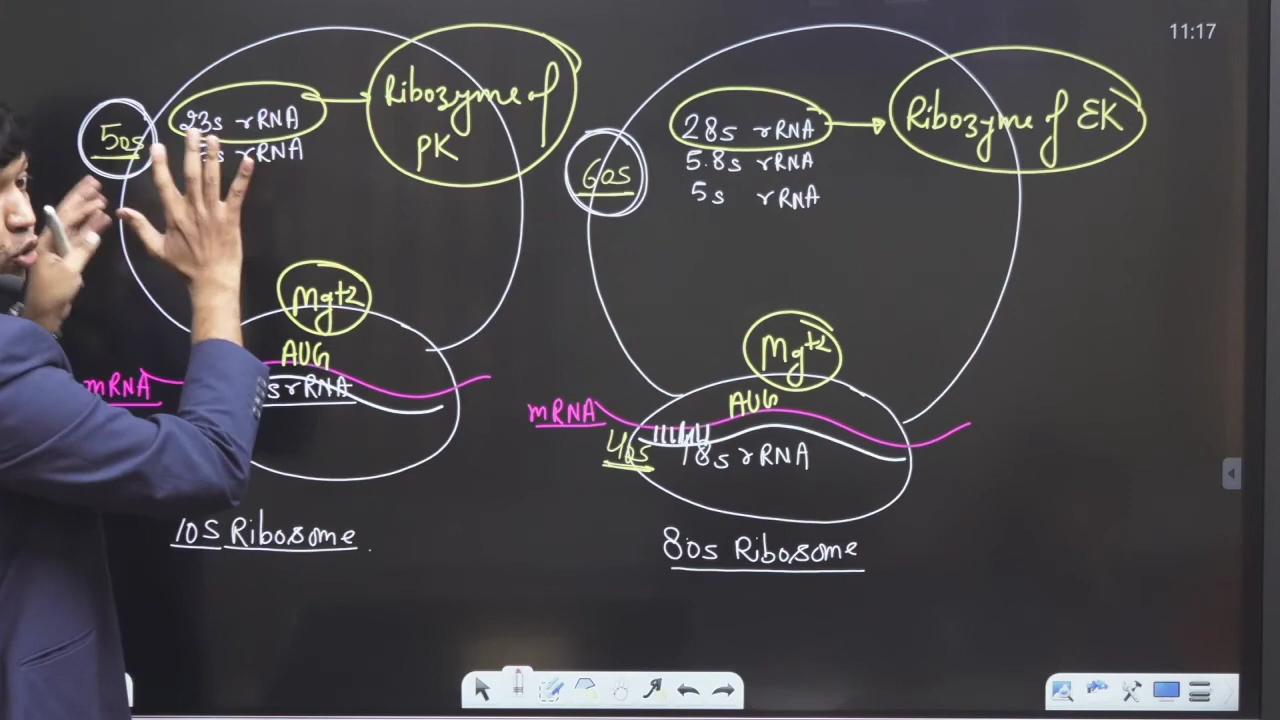 11:17
50s
23s rRNA
s rRNA
Ribozyme of
PK
Mg+2
AUG
mRNA
s rRNA
10S Ribosome
60s
28s rRNA
5.8s rRNA
5s rRNA
Ribozyme of EK
Mg+2
AUG
mRNA
40s
18s rRNA
80s Ribosome